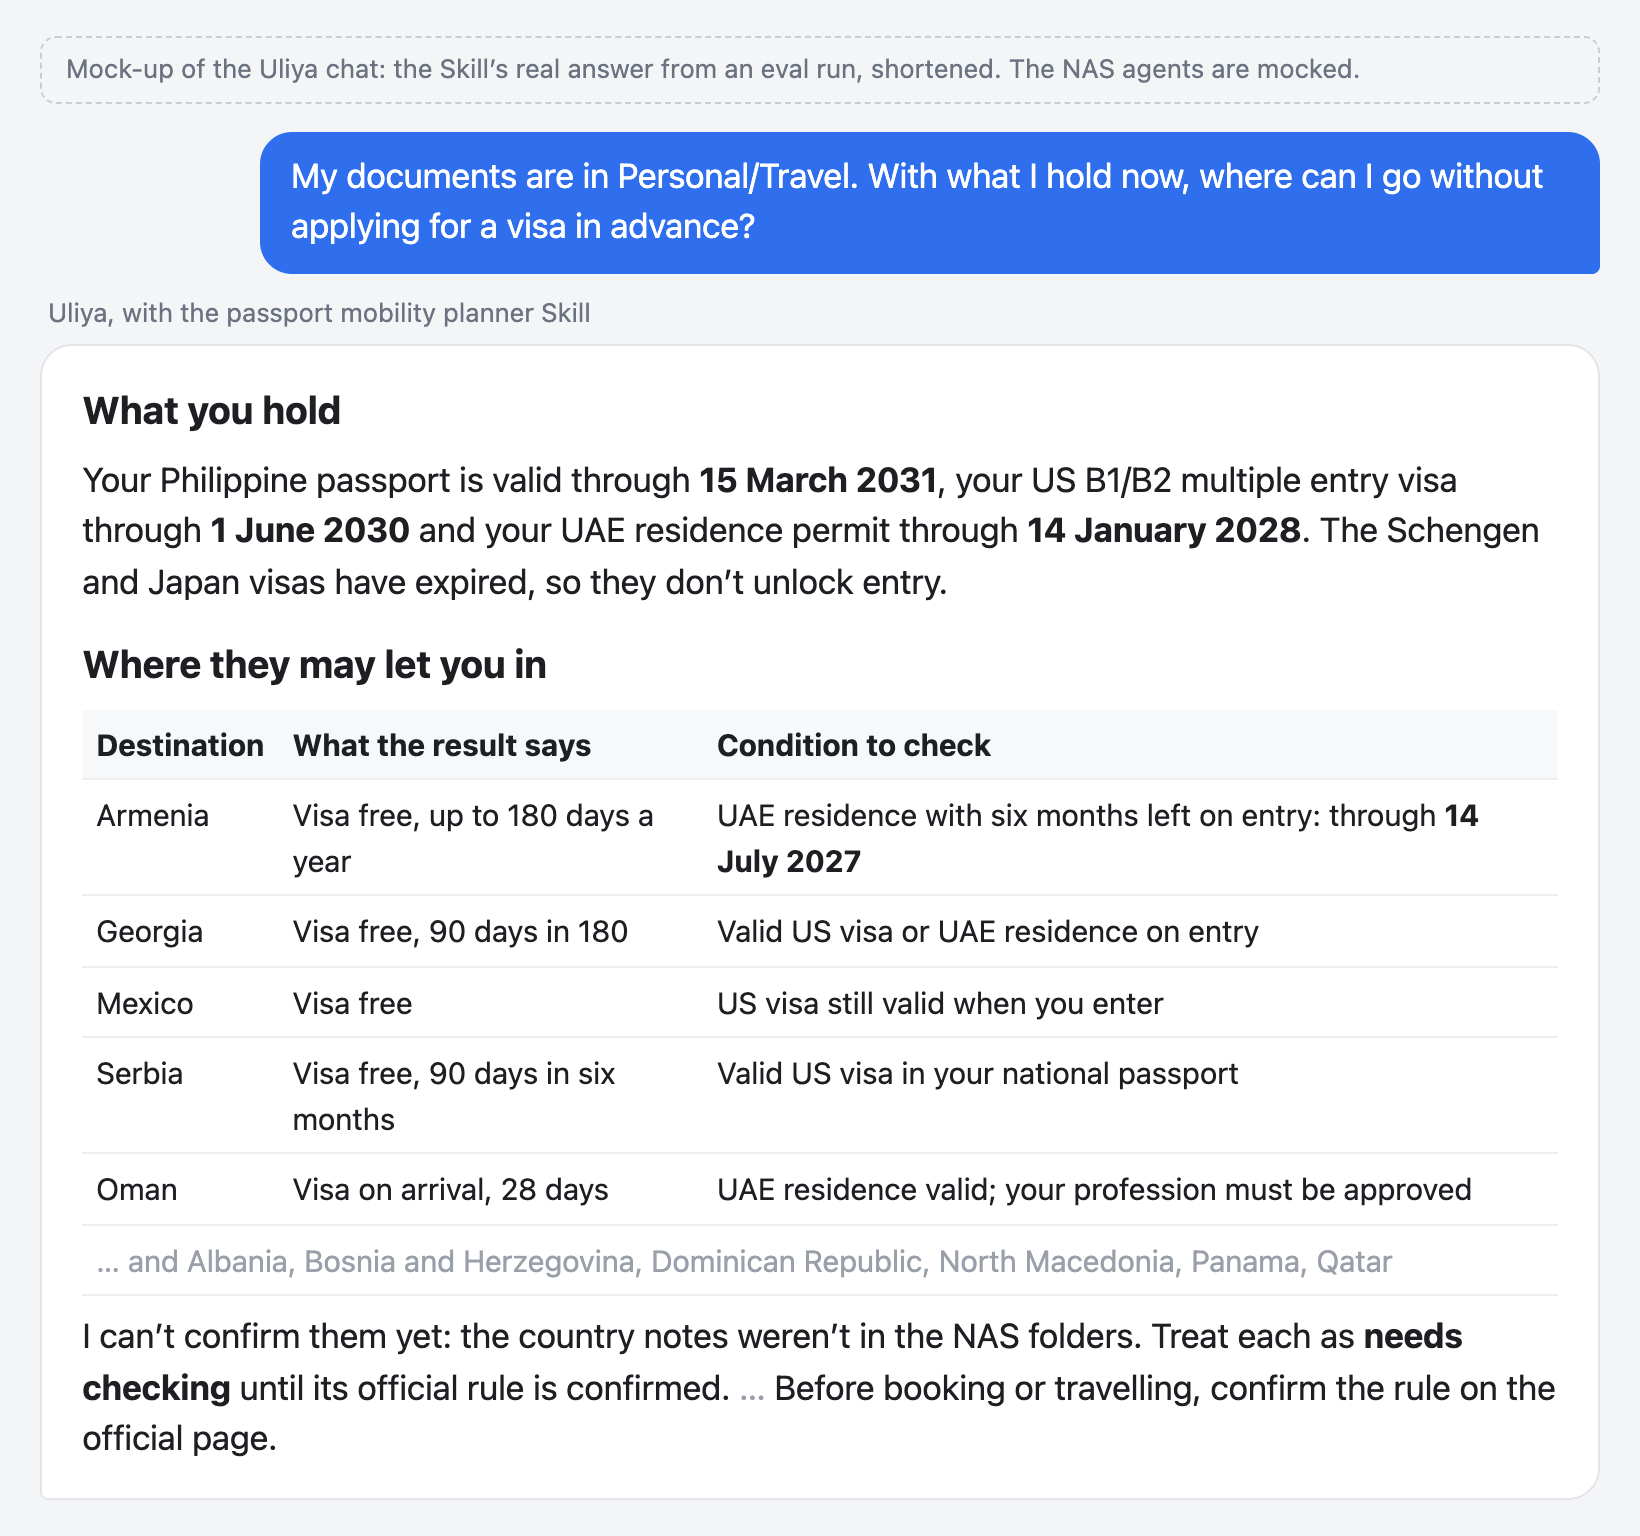 Mock-up of the Uliya chat: the Skill’s real answer from an eval run, shortened. The NAS agents are mocked.
My documents are in Personal/Travel. With what I hold now, where can I go without
applying for a visa in advance?
Uliya, with the passport mobility planner Skill
What you hold
Your Philippine passport is valid through 15 March 2031, your US B1/B2 multiple entry visa
through 1 June 2030 and your UAE residence permit through 14 January 2028. The Schengen
and Japan visas have expired, so they don’t unlock entry.
Where they may let you in
Destination What the result says Condition to check
Armenia Visa free, up to 180 days a UAE residence with six months left on entry: through 14
year July 2027
Georgia Visa free, 90 days in 180 Valid US visa or UAE residence on entry
Mexico Visa free US visa still valid when you enter
Serbia Visa free, 90 days in six Valid US visa in your national passport
months
Oman Visa on arrival, 28 days UAE residence valid; your profession must be approved
... and Albania, Bosnia and Herzegovina, Dominican Republic, North Macedonia, Panama, Qatar
I can’t confirm them yet: the country notes weren’t in the NAS folders. Treat each as needs
checking until its official rule is confirmed. ... Before booking or travelling, confirm the rule on the
official page.